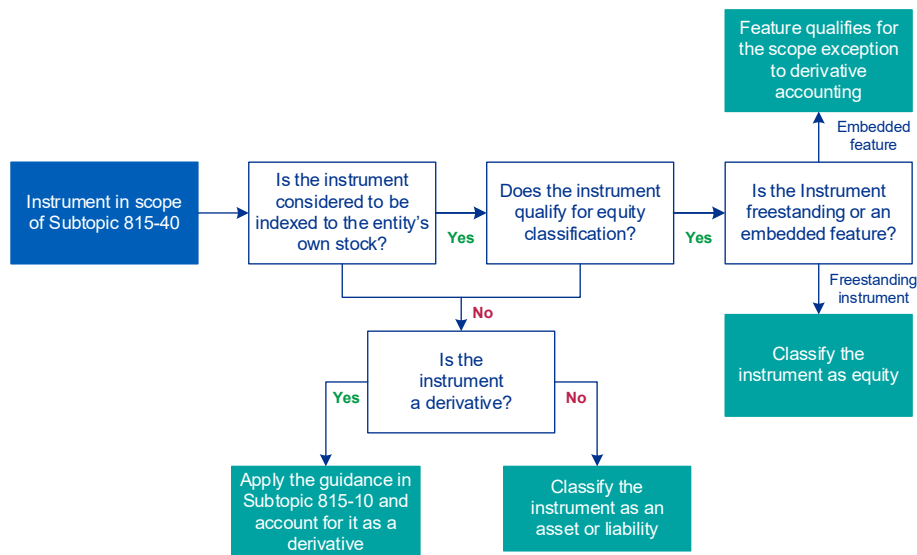 Feature qualifies for
the scope exception
to derivative
accounting
Embedded
feature
Instrument in scope
of Subtopic 815-40
Is the instrument
considered to be
indexed to the entity's
own stock?
Yes
Does the instrument
qualify for equity
classification?
Yes
Is the Instrument
freestanding or an
embedded feature?
Freestanding
instrument
No
Classify the
instrument as equity
Is the
instrument
a derivative?
Yes
No
Apply the guidance in
Subtopic 815-10 and
account for it as a
derivative
Classify the
instrument as an
asset or liability